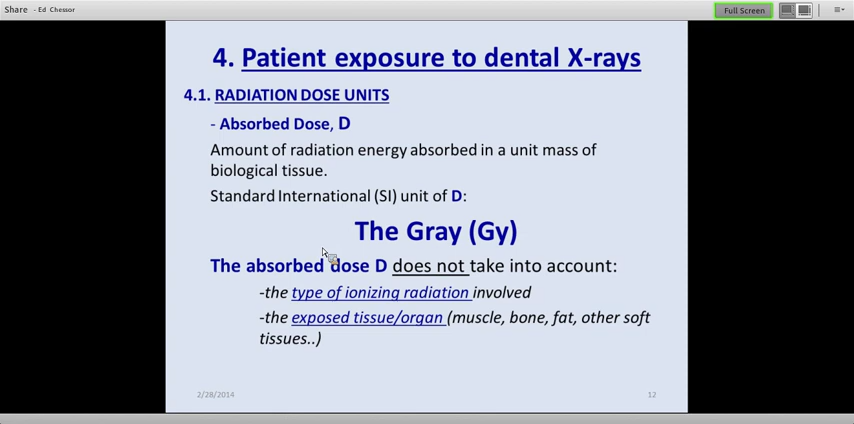 Share - Ed Chessor
Full Screen
4. Patient exposure to dental X-rays
4.1. RADIATION DOSE UNITS
- Absorbed Dose, D
Amount of radiation energy absorbed in a unit mass of
biological tissue.
Standard International (SI) unit of D:
The Gray (Gy)
The absorbed dose D does not take into account:
-the type of ionizing radiation involved
-the exposed tissue/organ (muscle, bone, fat, other soft
tissues..)
2/28/2014
12